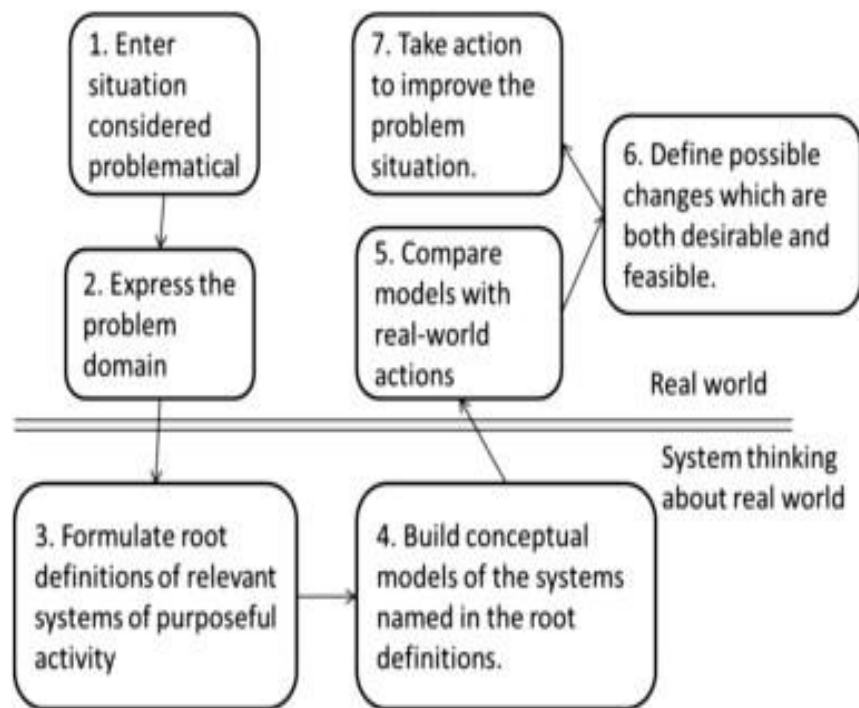 1. Enter
situation
considered
problematical
2. Express the
problem
domain
3. Formulate root
definitions of relevant
systems of purposeful
activity
4. Build conceptual
models of the systems
named in the root
definitions.
5. Compare
models with
real-world
actions
6. Define possible
changes which are
both desirable and
feasible.
7. Take action
to improve the
problem
situation.
Real world
System thinking
about real world